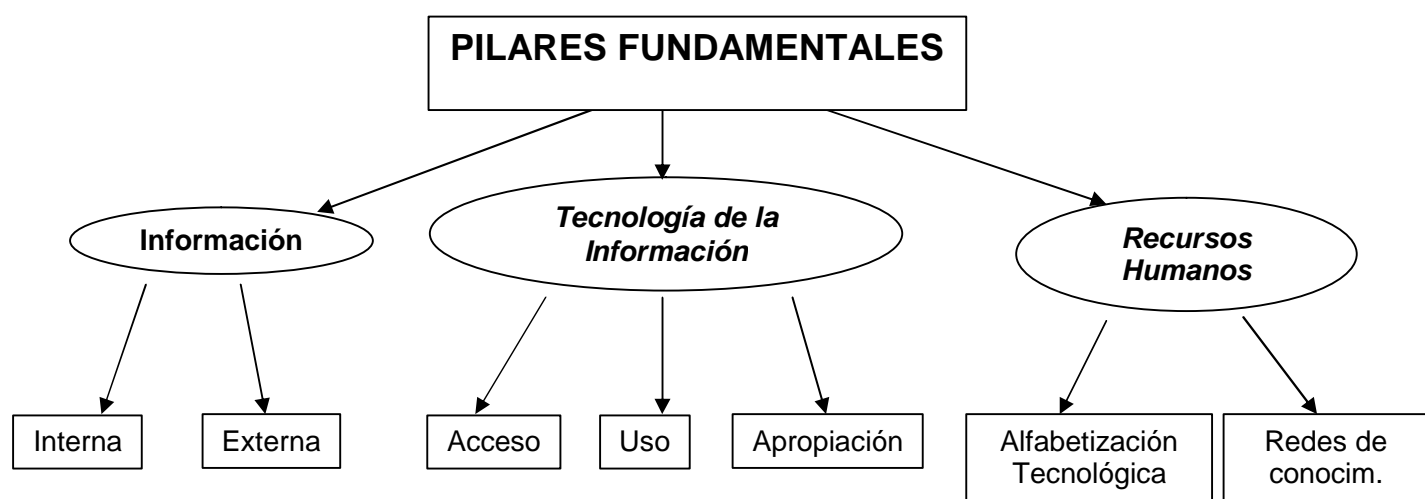 PILARES FUNDAMENTALES
Información
Tecnología de la
Información
Recursos
Humanos
Interna
Externa
Acceso
Uso
Apropiación
Alfabetización
Tecnológica
Redes de
conocim.